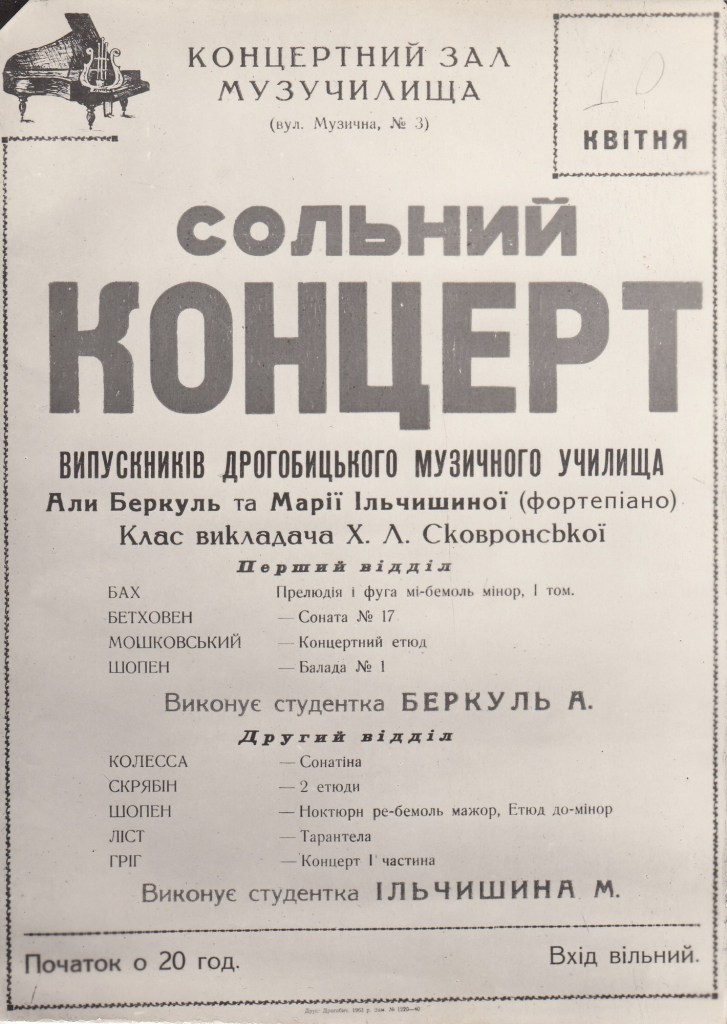 КОНЦЕРТНИЙ ЗАЛ
МУЗУЧИЛИЩА
(вул. Музична, № 3)
10
КВІТНЯ
СОЛЬНИЙ
КОНЦЕРТ
ВИПУСКНИКІВ ДРОГОБИЦЬКОГО МУЗИЧНОГО УЧИЛИЩА
Али Беркуль та Марії Ільчишиної (фортепіано)
Клас викладача Х. Л. Сковронської
Перший відділ
БАХ Прелюдія і фуга мі-бемоль мінор, I том.
БЕТХОВЕН — Соната № 17
МОШКОВСЬКИЙ — Концертний етюд
ШОПЕН — Балада № 1
Виконує студентка БЕРКУЛЬ А.
Другий відділ
КОЛЕССА — Сонатіна
СКРЯБІН — 2 етюди
ШОПЕН — Ноктюрн ре-бемоль мажор, Етюд до-мінор
ЛІСТ — Тарантела
ГРІГ — Концерт I частина
Виконує студентка ІЛЬЧИШИНА М.
Початок о 20 год.
Вхід вільний.